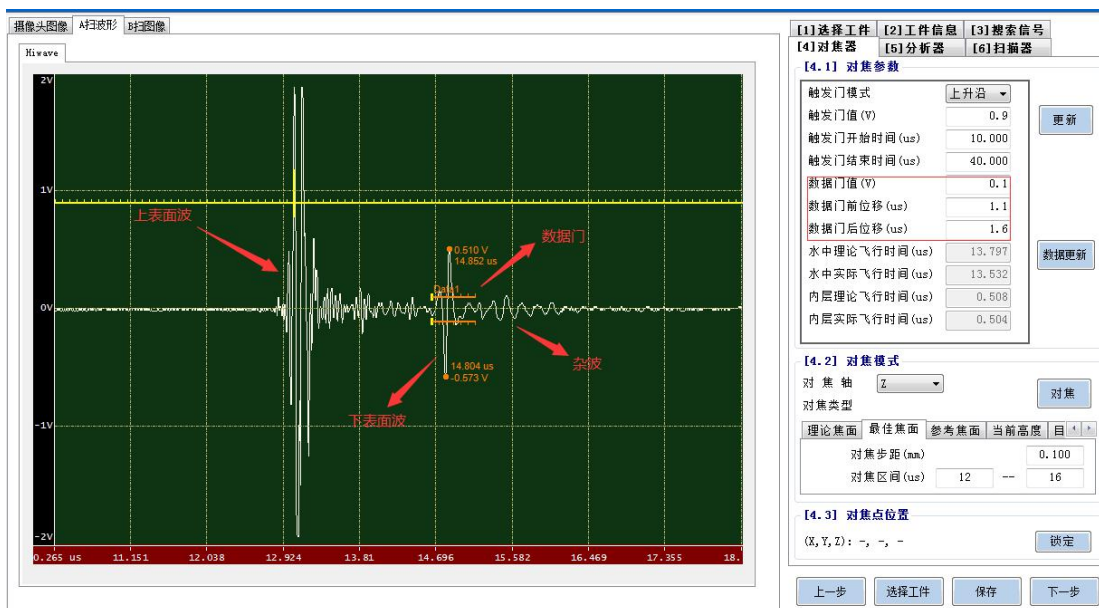 摄像头图像 A扫波形 B扫图像
Hiwave
2V
1V
0V
-1V
-2V
上表面波
数据门
0.510 V
14.852 us
Data1
14.804 us
-0.573 V
杂波
下表面波
0.265 us 11.151 12.038 12.924 13.81 14.696 15.582 16.469 17.355 18.
[1]选择工件 [2]工件信息 [3]搜索信号
[4]对焦器 [5]分析器 [6]扫描器
[4.1] 对焦参数
触发门模式 上升沿
触发门值(V) 0.9
更新
触发门开始时间(us) 10.000
触发门结束时间(us) 40.000
数据门值(V) 0.1
数据门前位移(us) 1.1
数据门后位移(us) 1.6
水中理论飞行时间(us) 13.797
数据更新
水中实际飞行时间(us) 13.532
内层理论飞行时间(us) 0.508
内层实际飞行时间(us) 0.504
[4.2] 对焦模式
对 焦 轴 Z
对焦
对焦类型
理论焦面 最佳焦面 参考焦面 当前高度 目
对焦步距(mm) 0.100
对焦区间(us) 12 -- 16
[4.3] 对焦点位置
(X,Y,Z): -, -, -
锁定
上一步 选择工件 保存 下一步